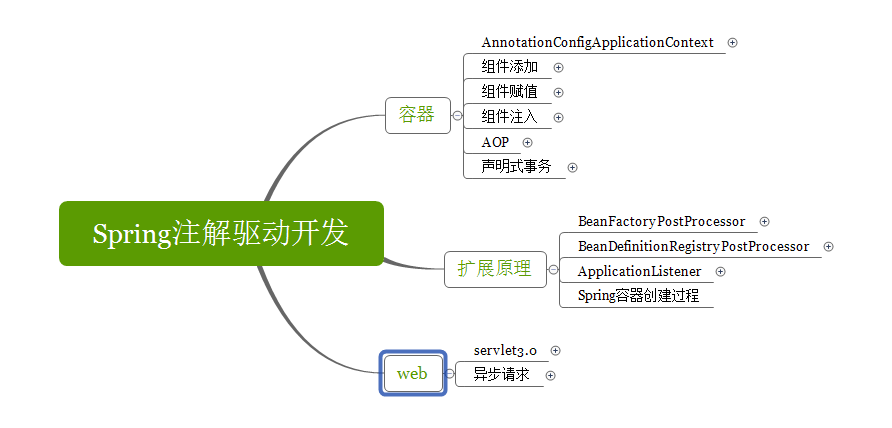 Spring注解驱动开发
容器
AnnotationConfigApplicationContext
组件添加
组件赋值
组件注入
AOP
声明式事务
扩展原理
BeanFactoryPostProcessor
BeanDefinitionRegistryPostProcessor
ApplicationListener
Spring容器创建过程
web
servlet3.0
异步请求